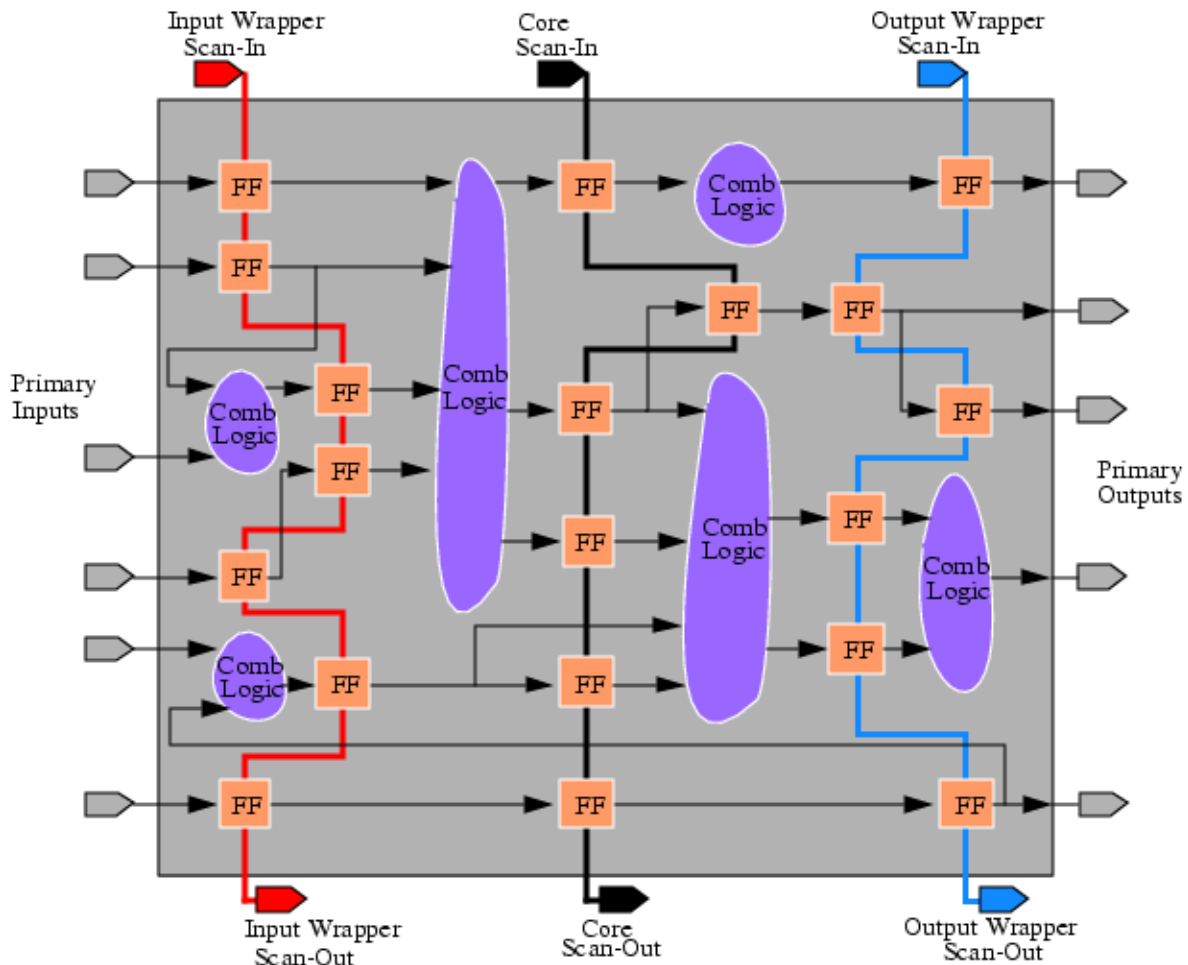 Input Wrapper
Scan-In
Core
Scan-In
Output Wrapper
Scan-In
FF
FF
Comb
Logic
FF
FF
FF
FF
Primary
Inputs
FF
Comb
Logic
FF
FF
Comb
Logic
FF
Primary
Outputs
FF
FF
Comb
Logic
FF
Comb
Logic
FF
Comb
Logic
FF
FF
FF
FF
FF
FF
Input Wrapper
Scan-Out
Core
Scan-Out
Output Wrapper
Scan-Out